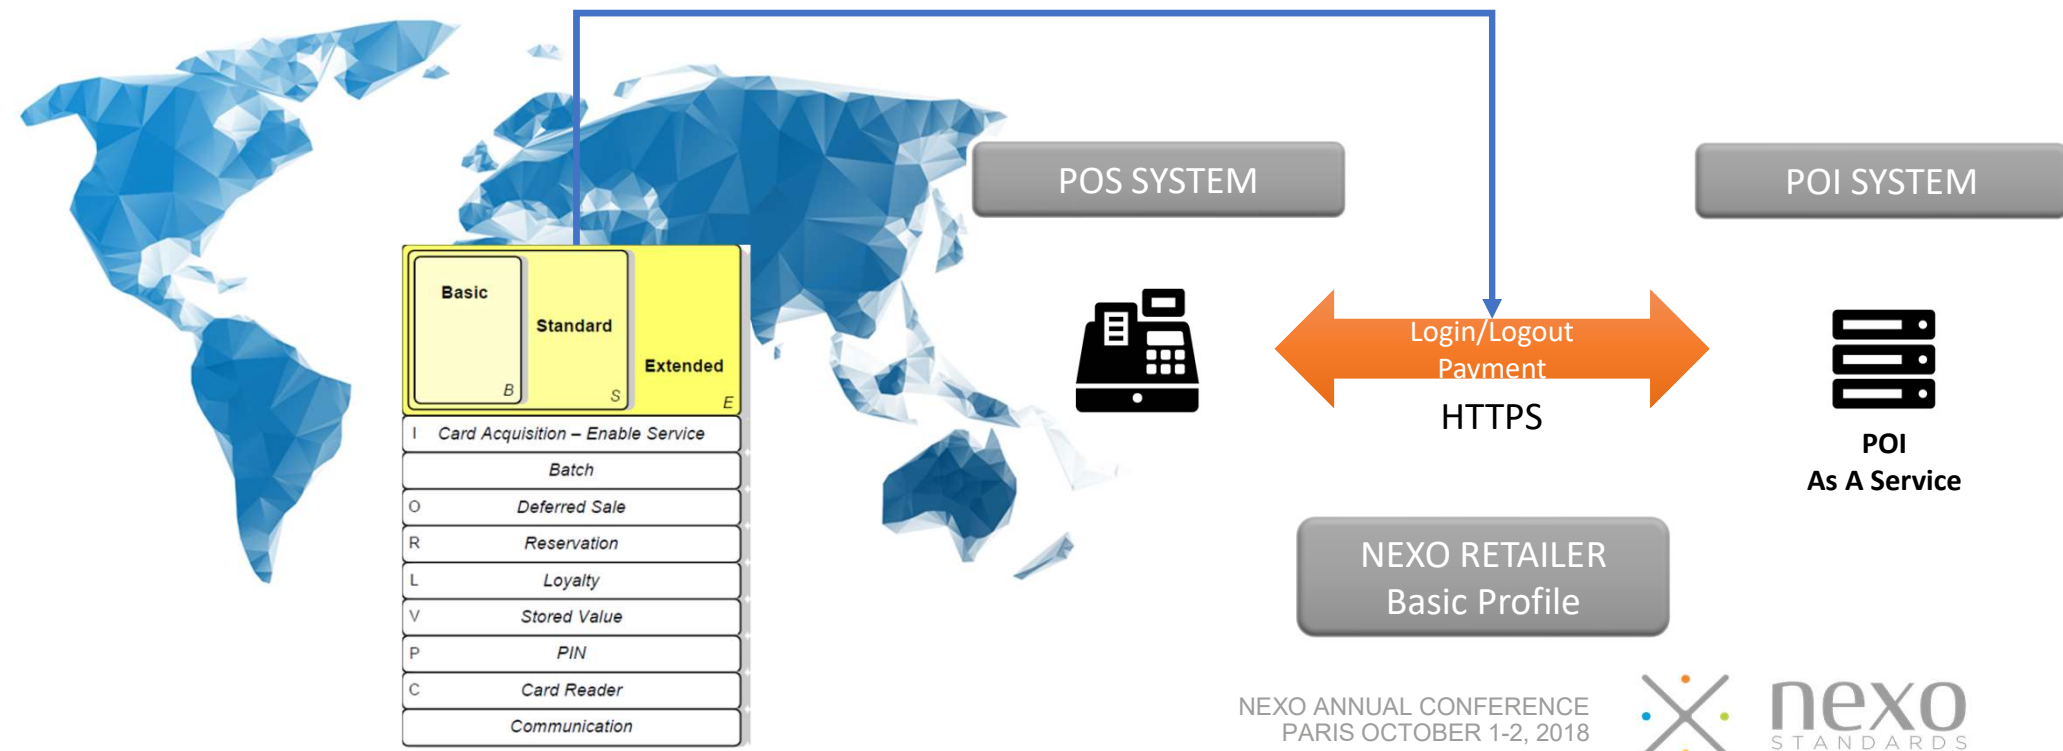 POS SYSTEM
POI SYSTEM
Basic
Standard
Extended
B
S
E
I Card Acquisition – Enable Service
Batch
O Deferred Sale
R Reservation
L Loyalty
V Stored Value
P PIN
C Card Reader
Communication
Login/Logout
Payment
HTTPS
POI
As A Service
NEXO RETAILER
Basic Profile
NEXO ANNUAL CONFERENCE
PARIS OCTOBER 1-2, 2018
nexo
STANDARDS